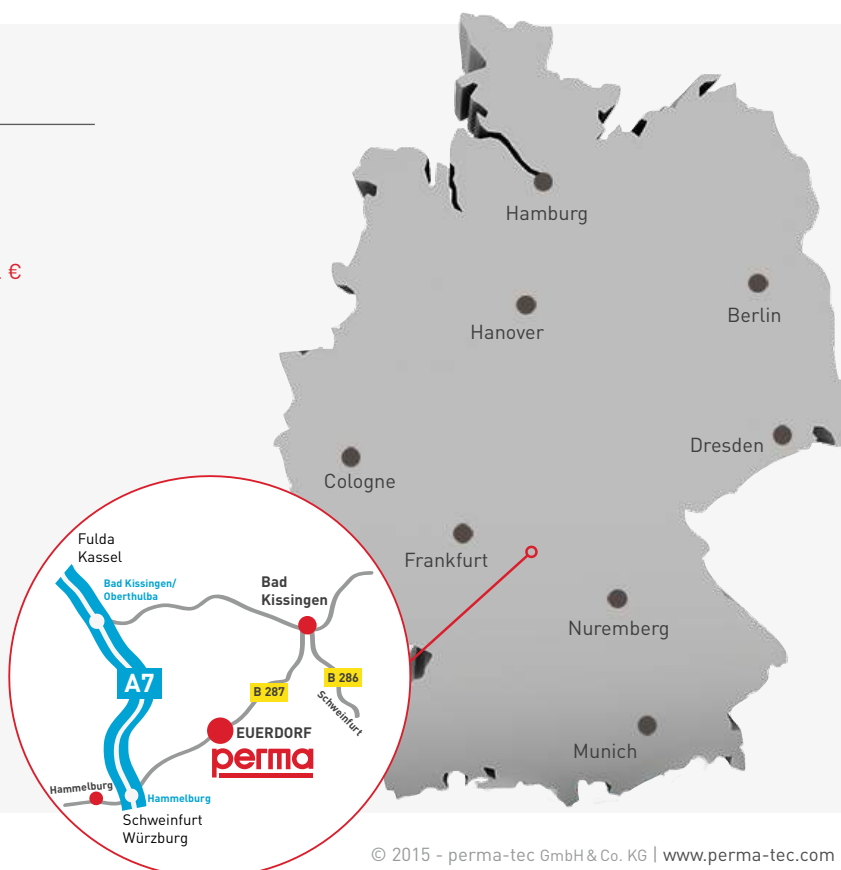 €
Hamburg
Berlin
Hanover
Dresden
Cologne
Frankfurt
Nuremberg
Munich
Fulda
Kassel
Bad Kissingen/
Oberthulba
Bad
Kissingen
A7
B 287
B 286
Schweinfurt
EUERDORF
perma
Hammelburg
Hammelburg
Schweinfurt
Würzburg
© 2015 - perma-tec GmbH & Co. KG | www.perma-tec.com